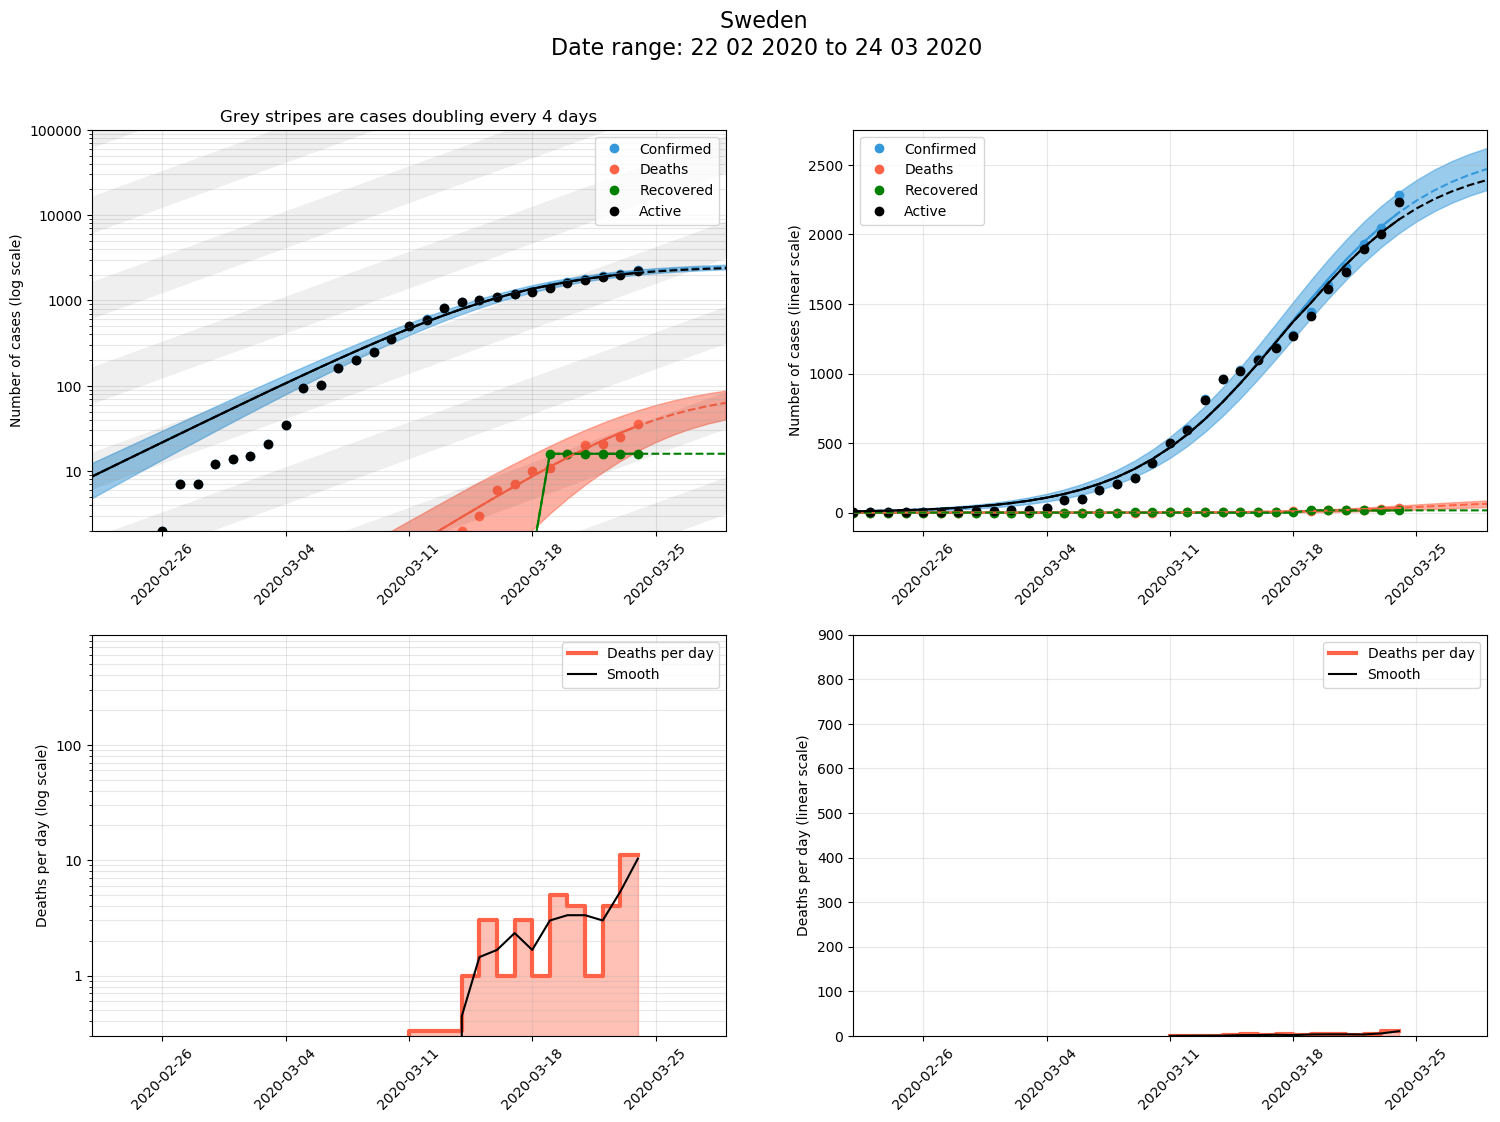 Sweden
Date range: 22 02 2020 to 24 03 2020
Grey stripes are cases doubling every 4 days
Number of cases (log scale)
100000
10000
1000
100
10
Confirmed
Deaths
Recovered
Active
2020-02-26
2020-03-04
2020-03-11
2020-03-18
2020-03-25
Number of cases (linear scale)
2500
2000
1500
1000
500
0
Confirmed
Deaths
Recovered
Active
2020-02-26
2020-03-04
2020-03-11
2020-03-18
2020-03-25
Deaths per day (log scale)
100
10
1
Deaths per day
Smooth
2020-02-26
2020-03-04
2020-03-11
2020-03-18
2020-03-25
Deaths per day (linear scale)
900
800
700
600
500
400
300
200
100
0
Deaths per day
Smooth
2020-02-26
2020-03-04
2020-03-11
2020-03-18
2020-03-25